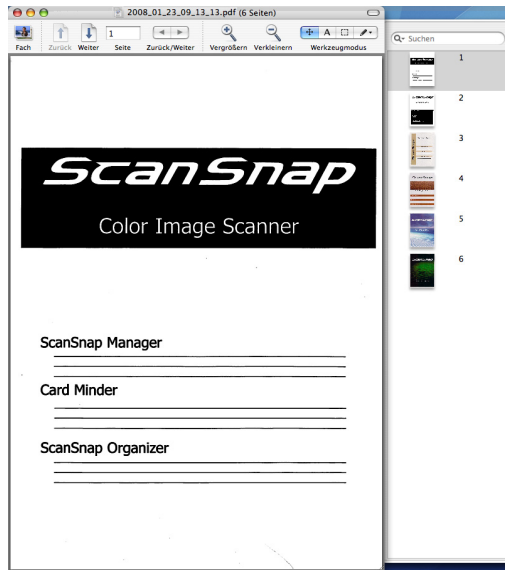 2008_01_23_09_13_13.pdf (6 Seiten)
1
Fach Zurück Weiter Seite Zurück/Weiter Vergrößern Verkleinern Werkzeugmodus
A
Suchen
ScanSnap
Color Image Scanner
ScanSnap Manager
Card Minder
ScanSnap Organizer
1
2
3
4
5
6